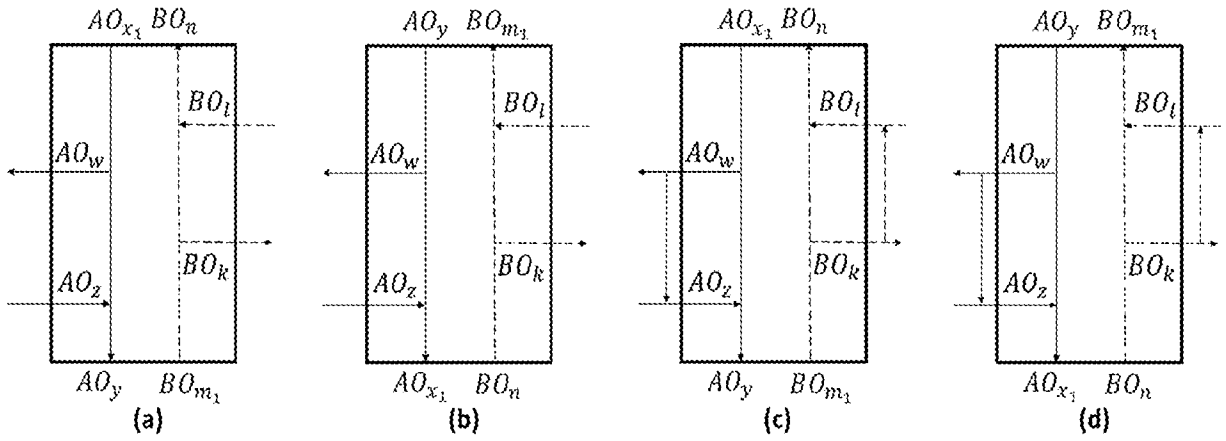 AO_{x_1} BO_n AO_y BO_{m_1} AO_{x_1} BO_n AO_y BO_{m_1}
BO_l BO_l BO_l BO_l
AO_w AO_w AO_w AO_w
BO_k BO_k BO_k BO_k
AO_z AO_z AO_z AO_z
AO_y BO_{m_1} AO_{x_1} BO_n AO_y BO_{m_1} AO_{x_1} BO_n
(a) (b) (c) (d)